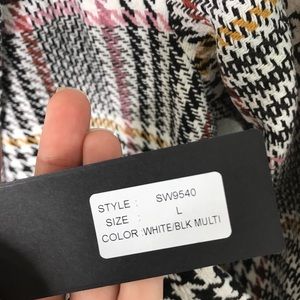 STYLE : SW9540
SIZE : L
COLOR :WHITE/BLK MULTI